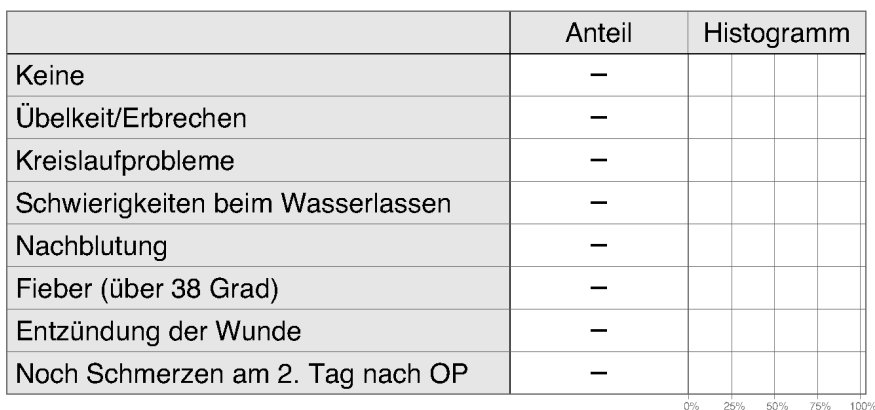 Anteil Histogramm
Keine –
Übelkeit/Erbrechen –
Kreislaufprobleme –
Schwierigkeiten beim Wasserlassen –
Nachblutung –
Fieber (über 38 Grad) –
Entzündung der Wunde –
Noch Schmerzen am 2. Tag nach OP –
0% 25% 50% 75% 100%